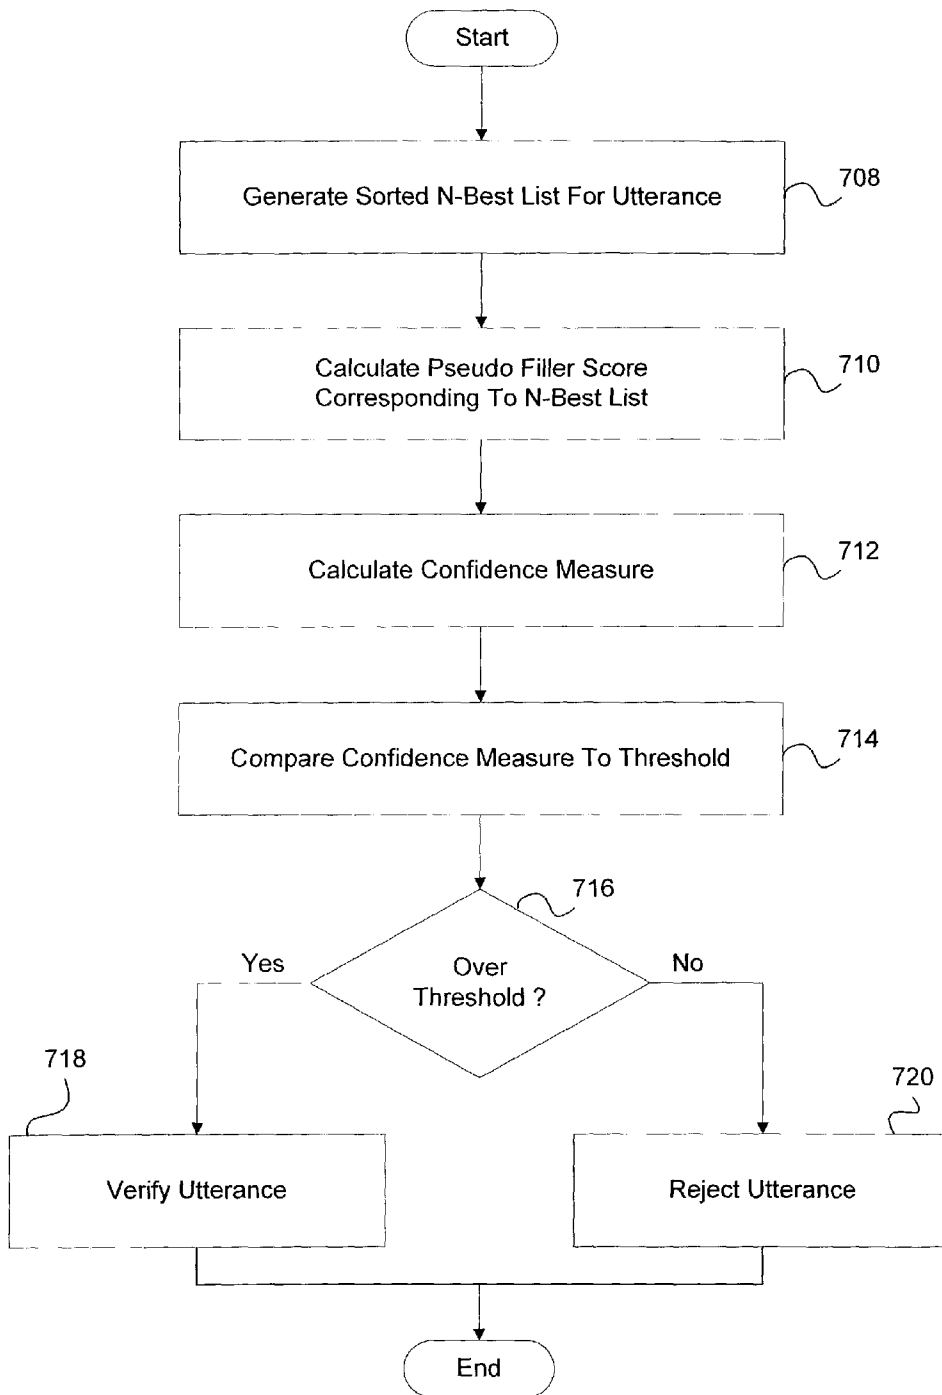 Start
Generate Sorted N-Best List For Utterance
708
Calculate Pseudo Filler Score
Corresponding To N-Best List
710
Calculate Confidence Measure
712
Compare Confidence Measure To Threshold
714
716
Over
Threshold ?
Yes
No
718
Verify Utterance
720
Reject Utterance
End